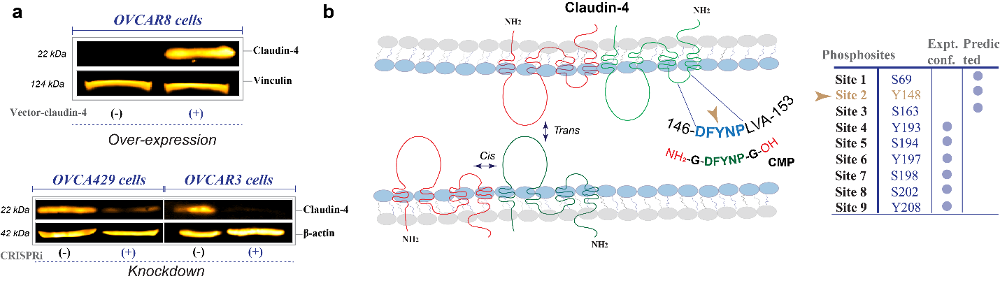 a
OVCAR8 cells
22 kDa
Claudin-4
124 kDa
Vinculin
Vector-claudin-4 (-) (+)
Over-expression
OVCA429 cells OVCAR3 cells
22 kDa
Claudin-4
42 kDa
β-actin
CRISPRi (-) (+) (-) (+)
Knockdown
b
Claudin-4
NH₂ NH₂
Trans
Cis
146-DFYNPLVA-153
NH₂-G-DFYNP-G-OH
CMP
NH₂ NH₂
Phosphosites Expt. conf. Predicted
Site 1 S69
Site 2 Y148
Site 3 S163
Site 4 Y193
Site 5 S194
Site 6 Y197
Site 7 S198
Site 8 S202
Site 9 Y208